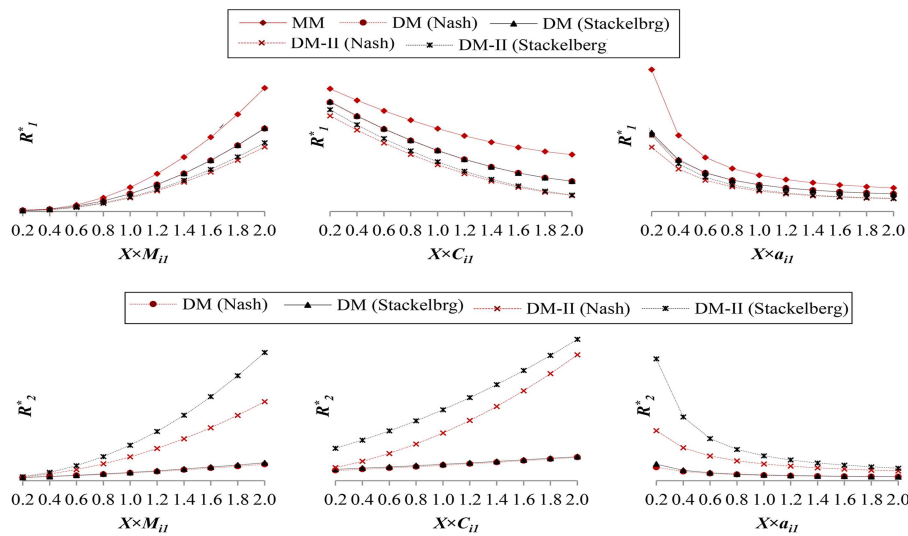 MM DM (Nash) DM (Stackelbrg)
DM-II (Nash) DM-II (Stackelberg
R*1 R*1 R*1
0.2 0.4 0.6 0.8 1.0 1.2 1.4 1.6 1.8 2.0 0.2 0.4 0.6 0.8 1.0 1.2 1.4 1.6 1.8 2.0 0.2 0.4 0.6 0.8 1.0 1.2 1.4 1.6 1.8 2.0
X×Mi1 X×Ci1 X×ai1
DM (Nash) DM (Stackelbrg) DM-II (Nash) DM-II (Stackelberg)
R*2 R*2 R*2
0.2 0.4 0.6 0.8 1.0 1.2 1.4 1.6 1.8 2.0 0.2 0.4 0.6 0.8 1.0 1.2 1.4 1.6 1.8 2.0 0.2 0.4 0.6 0.8 1.0 1.2 1.4 1.6 1.8 2.0
X×Mi1 X×Ci1 X×ai1